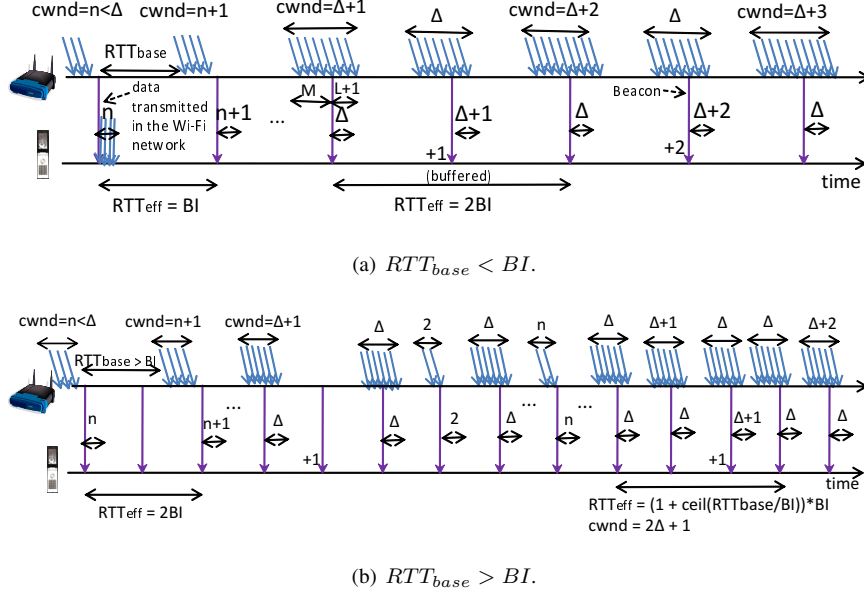 cwnd=n<Δ cwnd=n+1 cwnd=Δ+1 Δ cwnd=Δ+2 Δ cwnd=Δ+3
RTTbase
data
transmitted
in the Wi-Fi
network
n n+1 ... M L+1 Δ Δ+1 Δ Beacon Δ+2 Δ
+1 +2
(buffered) time
RTTeff = BI RTTeff = 2BI
(a) RTTbase < BI.
cwnd=n<Δ cwnd=n+1 cwnd=Δ+1 Δ 2 Δ n Δ Δ+1 Δ Δ Δ+2
RTTbase > BI
... ... ...
n n+1 Δ Δ 2 Δ n Δ Δ Δ+1 Δ Δ
+1 +1
time
RTTeff = 2BI RTTeff = (1 + ceil(RTTbase/BI))*BI
cwnd = 2Δ + 1
(b) RTTbase > BI.